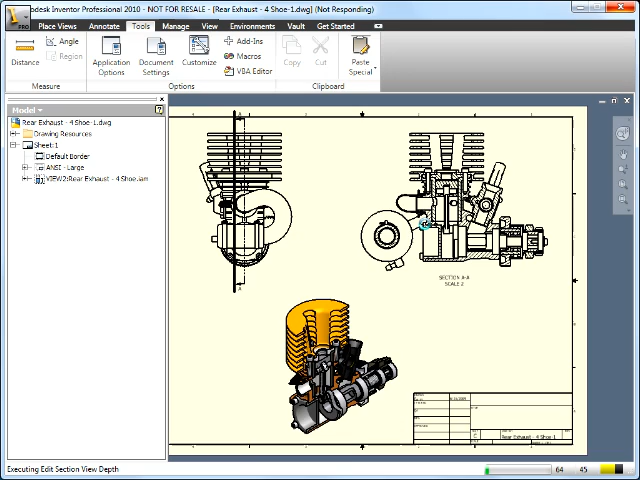 Autodesk Inventor Professional 2010 - NOT FOR RESALE - [Rear Exhaust - 4 Shoe-1.dwg] (Not Responding)
PRO
Place Views Annotate Tools Manage View Environments Vault Get Started
Distance
Angle
Region
Measure
Application Options
Document Settings
Customize
Add-Ins
Macros
VBA Editor
Options
Copy
Cut
Paste Special
Clipboard
Model
Rear Exhaust - 4 Shoe-1.dwg
Drawing Resources
Sheet:1
Default Border
ANSI - Large
VIEW2:Rear Exhaust - 4 Shoe.iam
SECTION A-A
SCALE 2
Rear Exhaust - 4 Shoe-1
Executing Edit Section View Depth
64 45